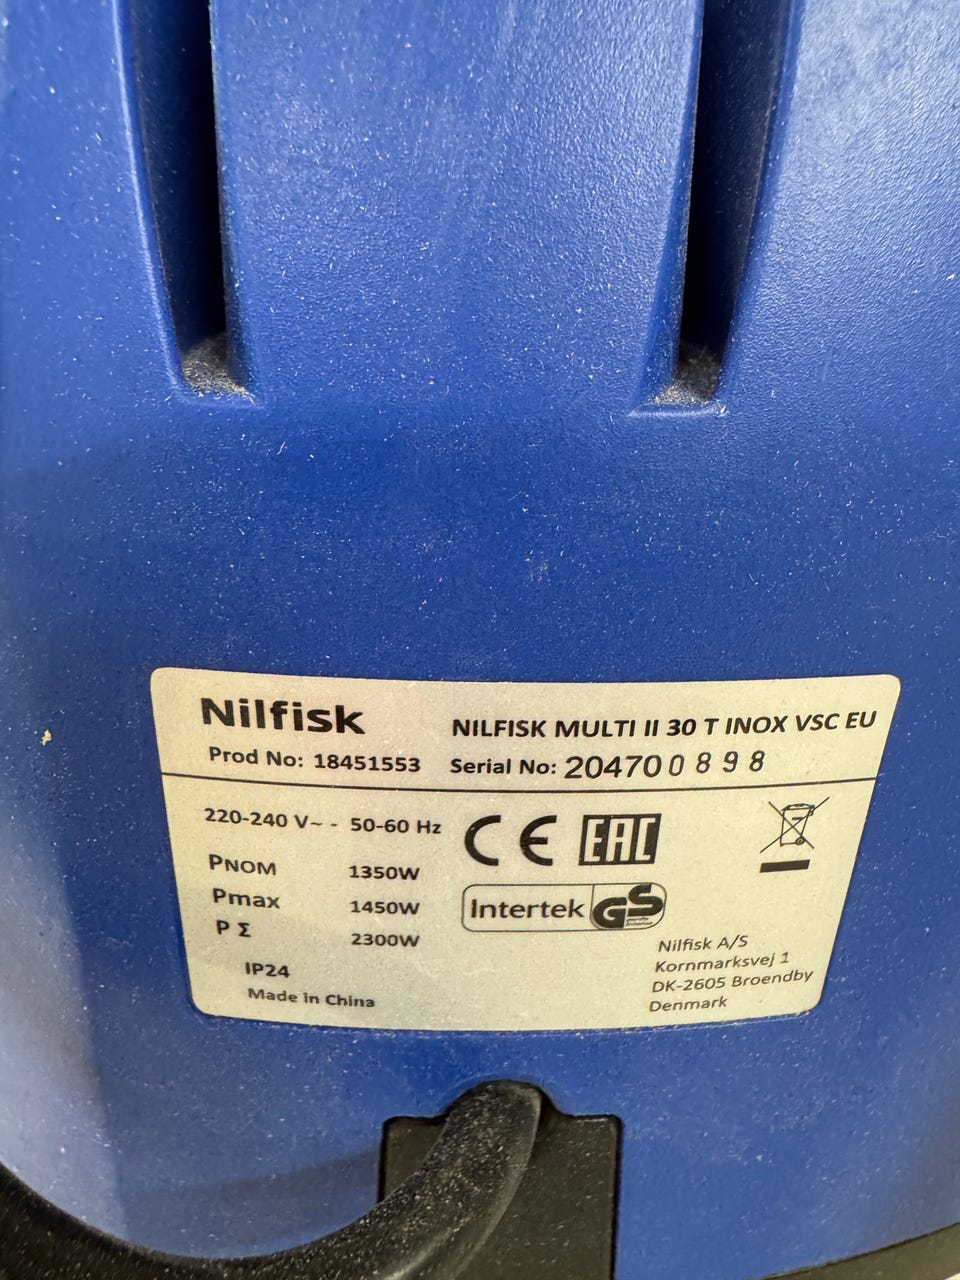 Nilfisk
NILFISK MULTI II 30 T INOX VSC EU
Prod No: 18451553
Serial No: 204700898
220-240 V~ - 50-60 Hz
PNOM 1350W
Pmax 1450W
P Σ 2300W
IP24
Made in China
CE
EAC
Intertek GS
Nilfisk A/S
Kornmarksvej 1
DK-2605 Broendby
Denmark